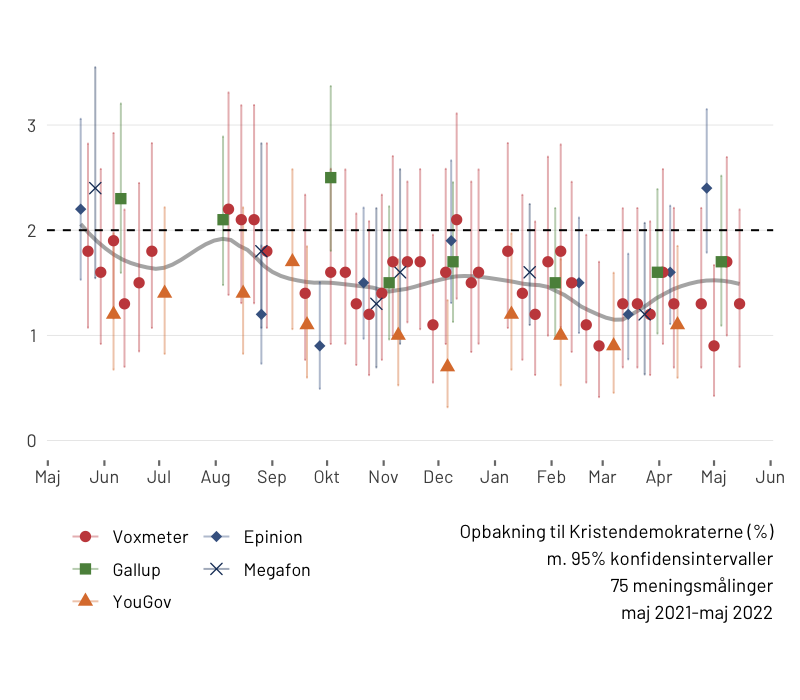 3
2
1
0
Maj Jun Jul Aug Sep Okt Nov Dec Jan Feb Mar Apr Maj Jun
Voxmeter Epinion
Gallup Megafon
YouGov
Opbakning til Kristendemokraterne (%)
m. 95% konfidensintervaller
75 meningsmålinger
maj 2021-maj 2022